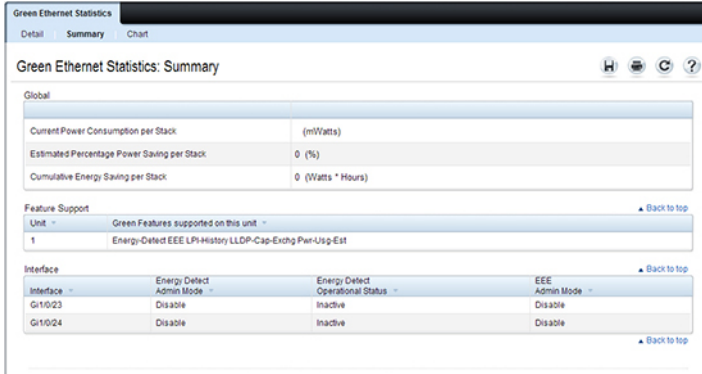 Green Ethernet Statistics
Detail Summary Chart
Green Ethernet Statistics: Summary
Global
Current Power Consumption per Stack (mWatts)
Estimated Percentage Power Saving per Stack 0 (%)
Cumulative Energy Saving per Stack 0 (Watts * Hours)
Feature Support ▲ Back to top
Unit Green Features supported on this unit
1 Energy-Detect EEE LPI-History LLDP-Cap-Exchg Pwr-Usg-Est
Interface ▲ Back to top
Interface Energy Detect Admin Mode Energy Detect Operational Status EEE Admin Mode
Gi1/0/23 Disable Inactive Disable
Gi1/0/24 Disable Inactive Disable
▲ Back to top